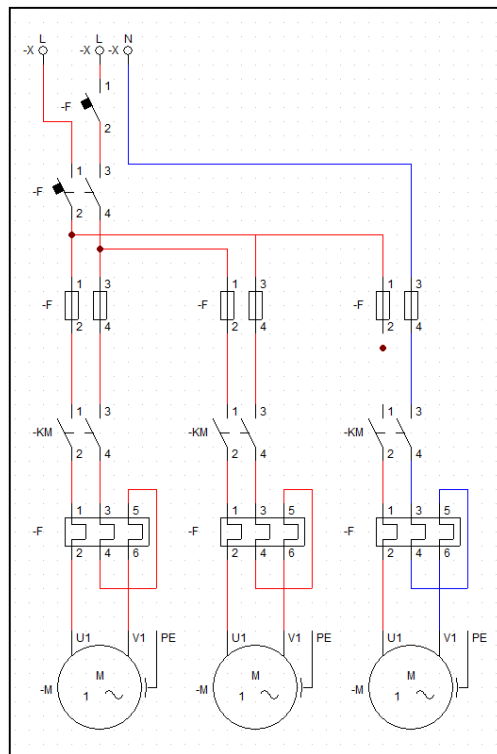 L L N
-X -X -X
1
-F
2
1 3
-F
2 4
1 3 1 3 1 3
-F -F -F
2 4 2 4 2 4
1 3 1 3 1 3
-KM -KM -KM
2 4 2 4 2 4
1 3 5 1 3 5 1 3 5
-F -F -F
2 4 6 2 4 6 2 4 6
U1 V1 PE U1 V1 PE U1 V1 PE
M M M
-M 1 -M 1 -M 1